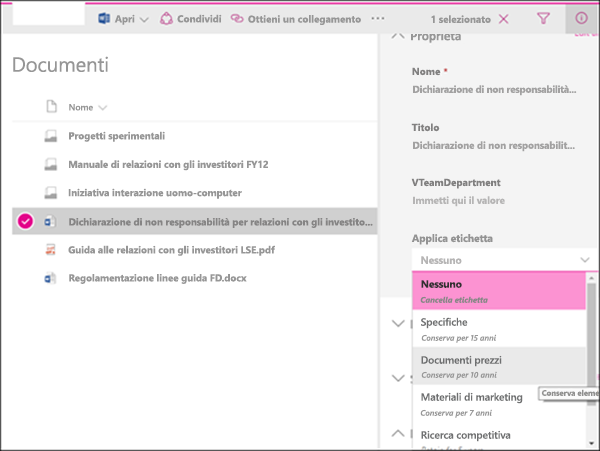 Apri
Condividi
Ottieni un collegamento
...
1 selezionato
Proprietà
Documenti
Nome
Progetti sperimentali
Manuale di relazioni con gli investitori FY12
Iniziativa interazione uomo-computer
Dichiarazione di non responsabilità per relazioni con gli investito...
Guida alle relazioni con gli investitori LSE.pdf
Regolamentazione linee guida FD.docx
Nome *
Dichiarazione di non responsabilità...
Titolo
Dichiarazione di non responsabilit...
VTeamDepartment
Immetti qui il valore
Applica etichetta
Nessuno
Nessuno
Cancella etichetta
Specifiche
Conserva per 15 anni
Documenti prezzi
Conserva per 10 anni
Conserva eleme
Materiali di marketing
Conserva per 7 anni
Ricerca competitiva